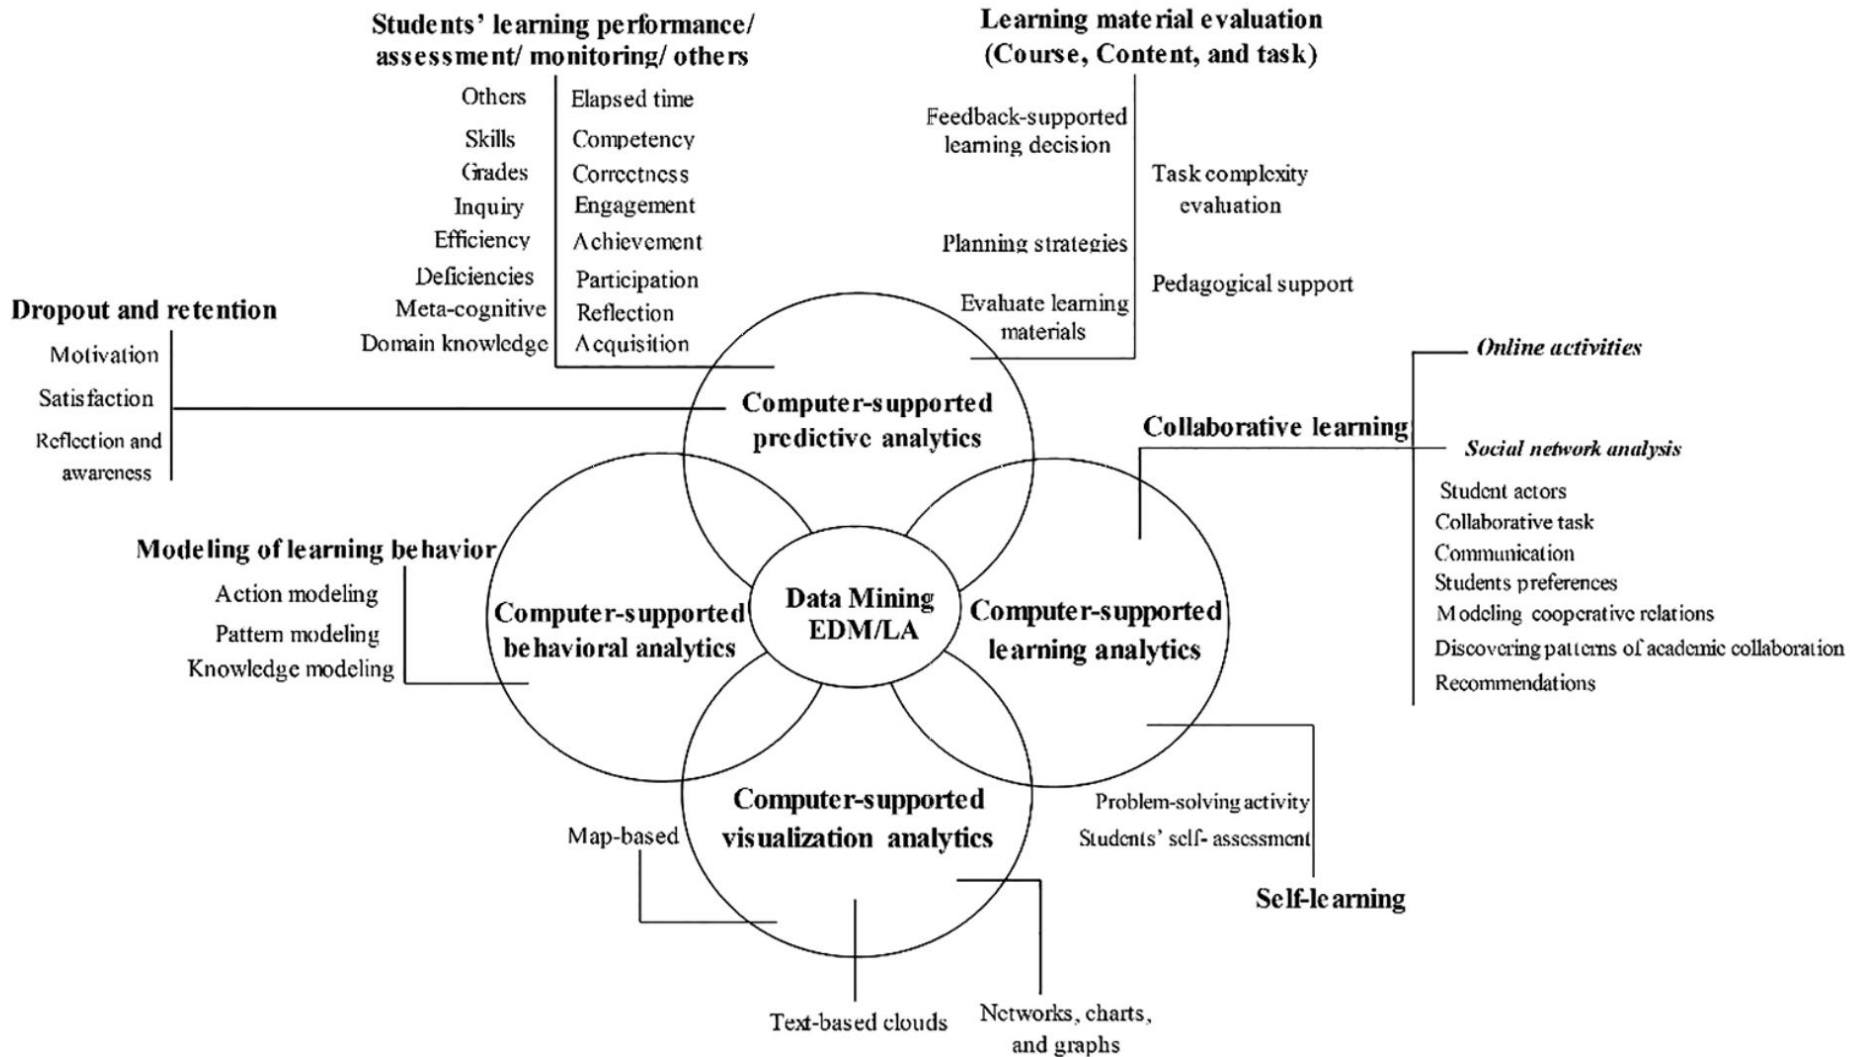 Students' learning performance/
assessment/ monitoring/ others
Others
Elapsed time
Skills
Competency
Grades
Correctness
Inquiry
Engagement
Efficiency
Achievement
Deficiencies
Participation
Meta-cognitive
Reflection
Domain knowledge
Acquisition
Learning material evaluation
(Course, Content, and task)
Feedback-supported
learning decision
Task complexity
evaluation
Planning strategies
Pedagogical support
Evaluate learning
materials
Dropout and retention
Motivation
Satisfaction
Reflection and
awareness
Computer-supported
predictive analytics
Collaborative learning
Online activities
Social network analysis
Student actors
Collaborative task
Communication
Students preferences
Modeling cooperative relations
Discovering patterns of academic collaboration
Recommendations
Modeling of learning behavior
Action modeling
Pattern modeling
Knowledge modeling
Computer-supported
behavioral analytics
Data Mining
EDM/LA
Computer-supported
learning analytics
Problem-solving activity
Students' self- assessment
Self-learning
Computer-supported
visualization analytics
Map-based
Text-based clouds
Networks, charts,
and graphs